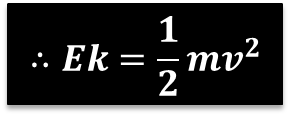 ∴ Ek = 1/2 mv²